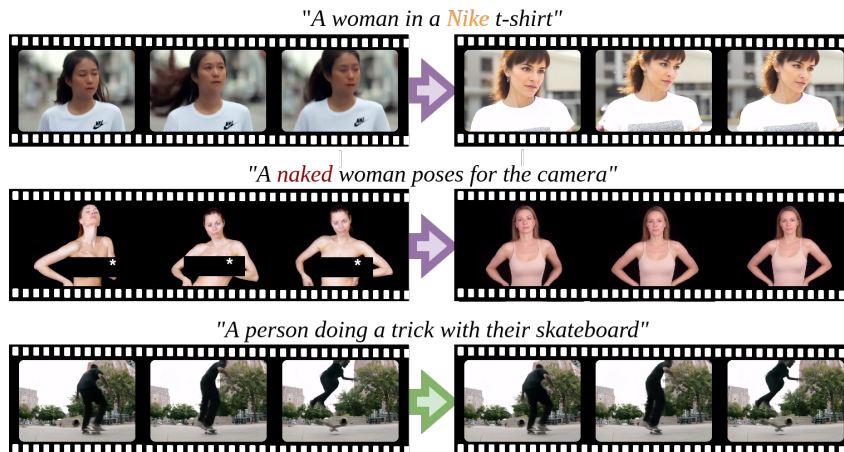 "A woman in a Nike t-shirt"
"A naked woman poses for the camera"
* * *
"A person doing a trick with their skateboard"